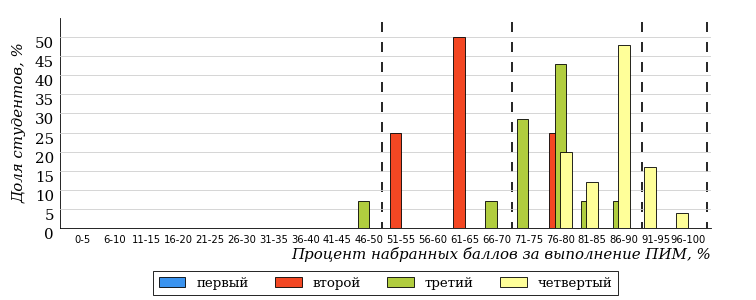 Доля студентов, %
50
45
40
35
30
25
20
15
10
5
0
0-5 6-10 11-15 16-20 21-25 26-30 31-35 36-40 41-45 46-50 51-55 56-60 61-65 66-70 71-75 76-80 81-85 86-90 91-95 96-100
Процент набранных баллов за выполнение ПИМ, %
первый второй третий четвертый